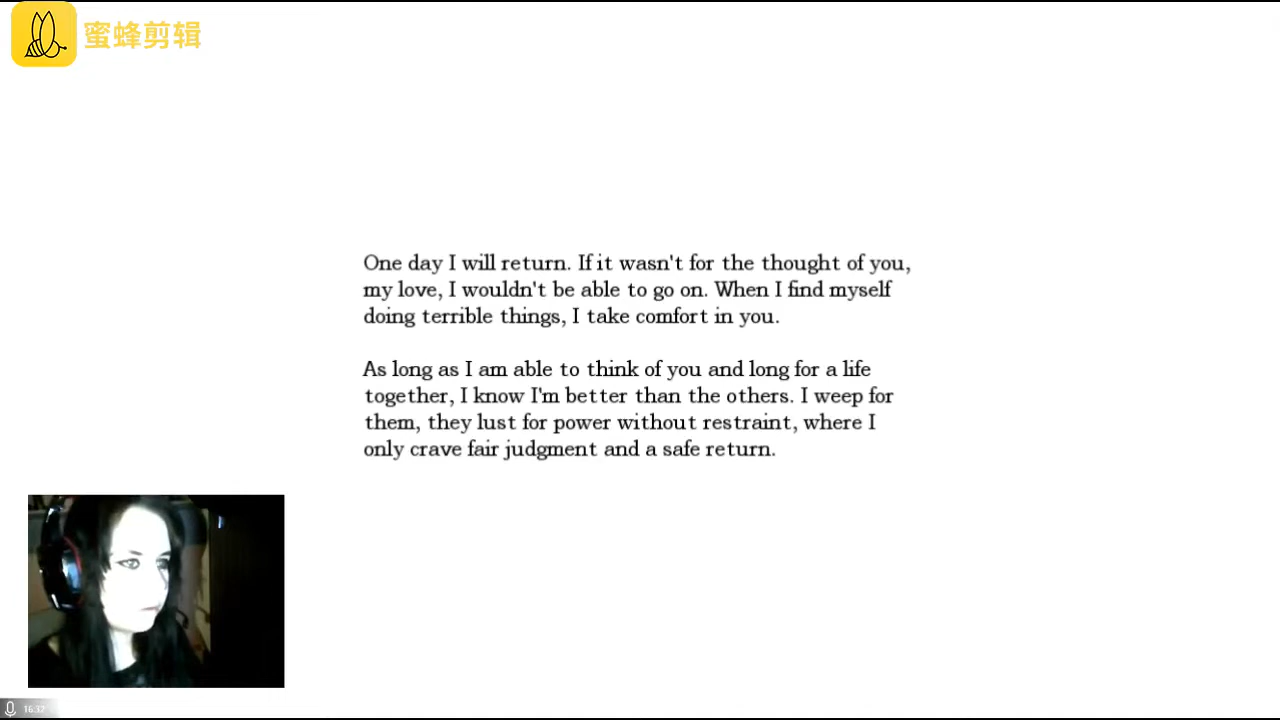 蜜蜂剪辑
One day I will return. If it wasn't for the thought of you,
my love, I wouldn't be able to go on. When I find myself
doing terrible things, I take comfort in you.
As long as I am able to think of you and long for a life
together, I know I'm better than the others. I weep for
them, they lust for power without restraint, where I
only crave fair judgment and a safe return.
16:37